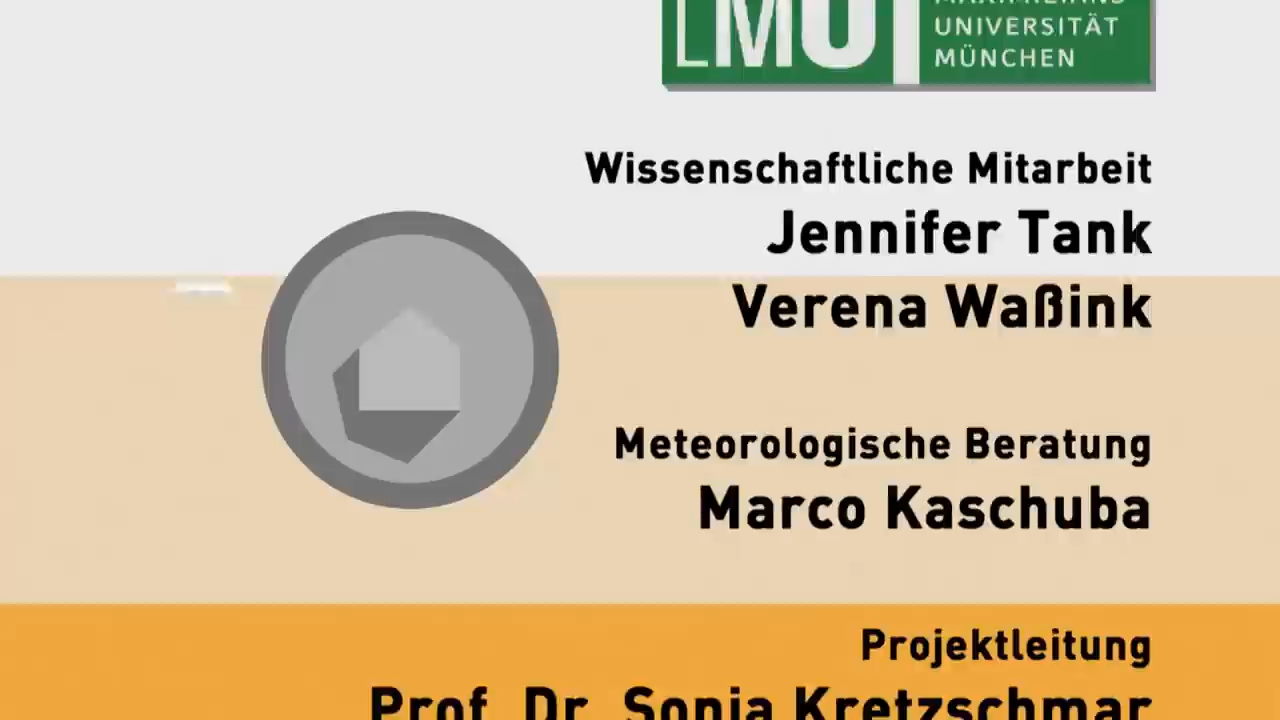 LMU
UNIVERSITÄT
MÜNCHEN
Wissenschaftliche Mitarbeit
Jennifer Tank
Verena Waßink
Meteorologische Beratung
Marco Kaschuba
Projektleitung
Prof. Dr. Sonja Kretzschmar